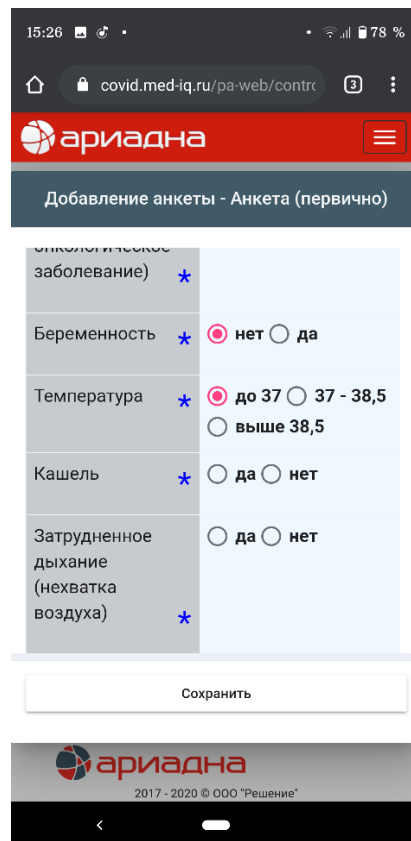 15:26 78 %
covid.med-iq.ru/pa-web/contro 3
ариадна
Добавление анкеты - Анкета (первично)
онкологическое
заболевание) *
Беременность * нет да
Температура * до 37 37 - 38,5
выше 38,5
Кашель * да нет
Затрудненное да нет
дыхание
(нехватка
воздуха) *
Сохранить
ариадна
2017 - 2020 © ООО "Решение"